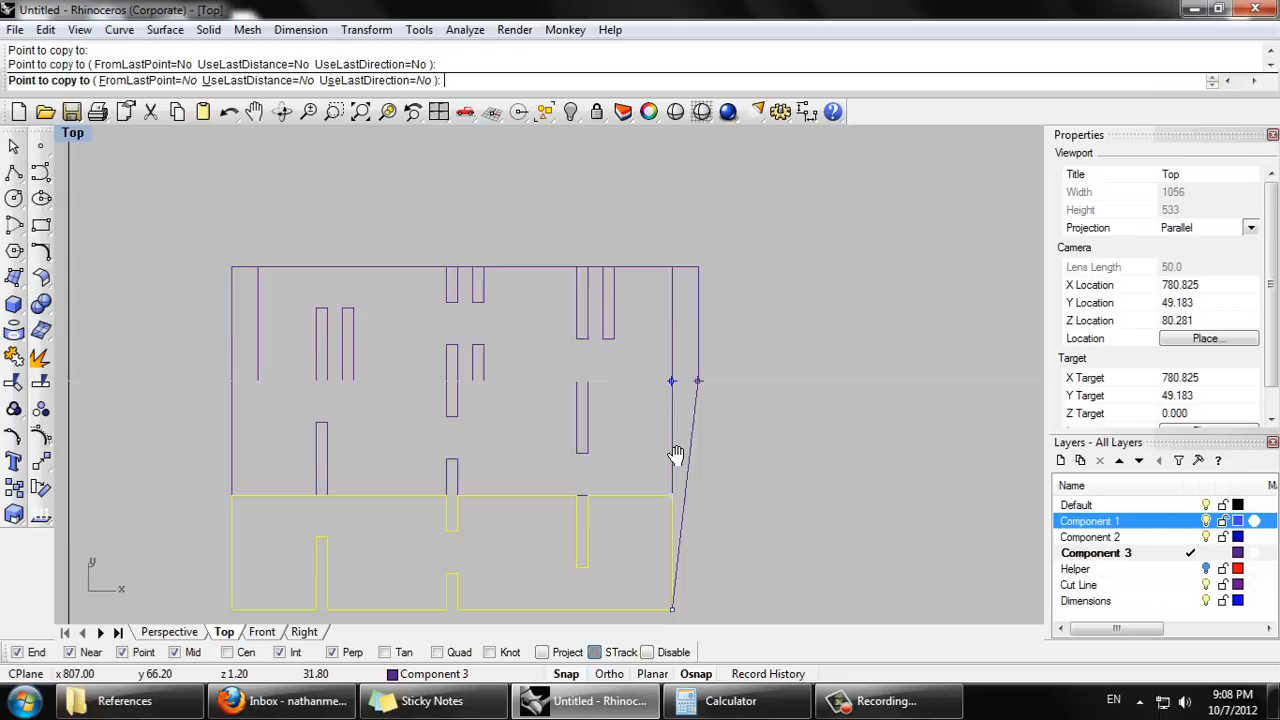 Untitled - Rhinoceros (Corporate) - [Top]
File Edit View Curve Surface Solid Mesh Dimension Transform Tools Analyze Render Monkey Help
Point to copy to:
Point to copy to ( FromLastPoint=No UseLastDistance=No UseLastDirection=No ):
Point to copy to ( FromLastPoint=No UseLastDistance=No UseLastDirection=No ):
Top
Properties
Viewport
Title Top
Width 1056
Height 533
Projection Parallel
Camera
Lens Length 50.0
X Location 780.825
Y Location 49.183
Z Location 80.281
Location Place...
Target
X Target 780.825
Y Target 49.183
Z Target 0.000
Layers - All Layers
Name M
Default
Component 1
Component 2
Component 3
Helper
Cut Line
Dimensions
y
x
Perspective Top Front Right
End Near Point Mid Cen Int Perp Tan Quad Knot Project STrack Disable
CPlane x 807.00 y 66.20 z 1.20 31.80 Component 3 Snap Ortho Planar Osnap Record History
References Inbox - nathanme... Sticky Notes Untitled - Rhinoc... Calculator Recording... EN 9:08 PM
10/7/2012